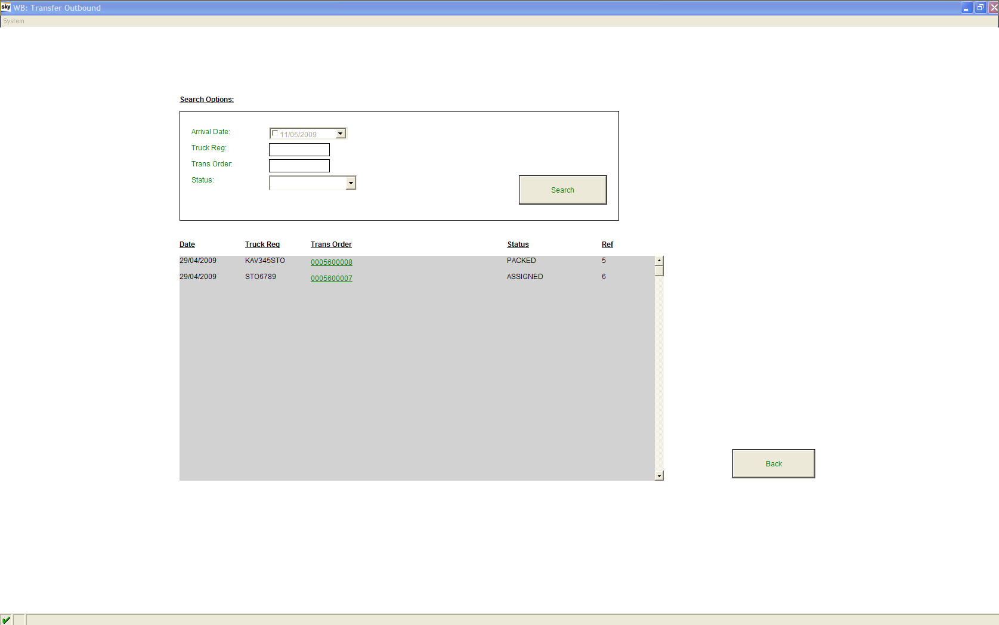 sky WB: Transfer Outbound
System
Search Options:
Arrival Date: 11/05/2009
Truck Reg:
Trans Order:
Status:
Search
Date Truck Reg Trans Order Status Ref
29/04/2009 KAV345STO 0005600008 PACKED 5
29/04/2009 STO6789 0005600007 ASSIGNED 6
Back